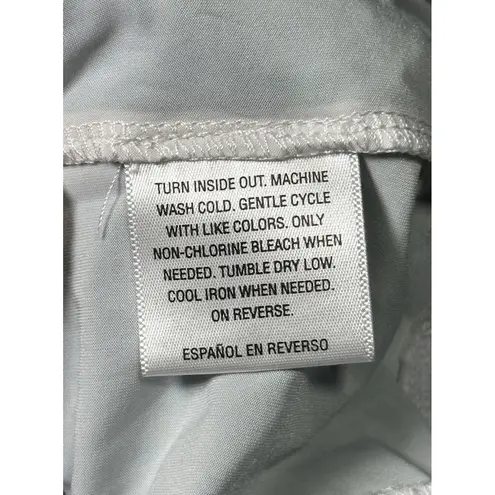 TURN INSIDE OUT. MACHINE
WASH COLD. GENTLE CYCLE
WITH LIKE COLORS. ONLY
NON-CHLORINE BLEACH WHEN
NEEDED. TUMBLE DRY LOW.
COOL IRON WHEN NEEDED.
ON REVERSE.
ESPAÑOL EN REVERSO